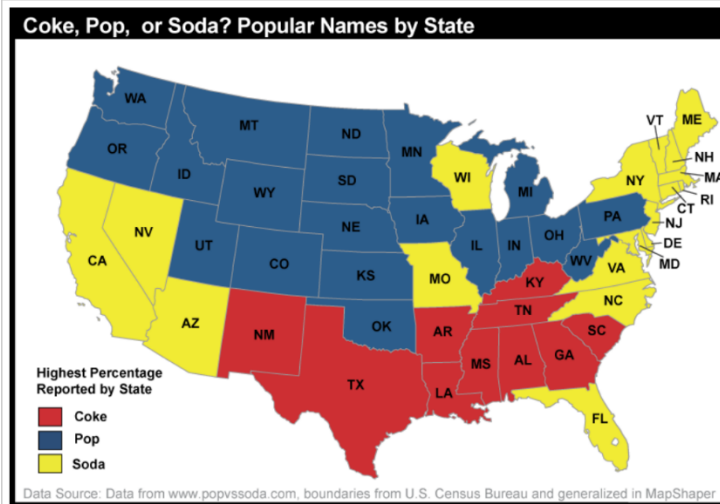 Coke, Pop, or Soda? Popular Names by State
WA
MT
ND
MN
VT
ME
OR
ID
SD
WI
NH
WY
MI
NY
MA
RI
CT
NV
UT
NE
IA
PA
NJ
CA
CO
IL
IN
OH
DE
MD
KS
MO
WV
VA
KY
AZ
NM
OK
AR
TN
NC
SC
TX
LA
MS
AL
GA
FL
Highest Percentage
Reported by State
Coke
Pop
Soda
Data Source: Data from www.popvssoda.com, boundaries from U.S. Census Bureau and generalized in MapShaper